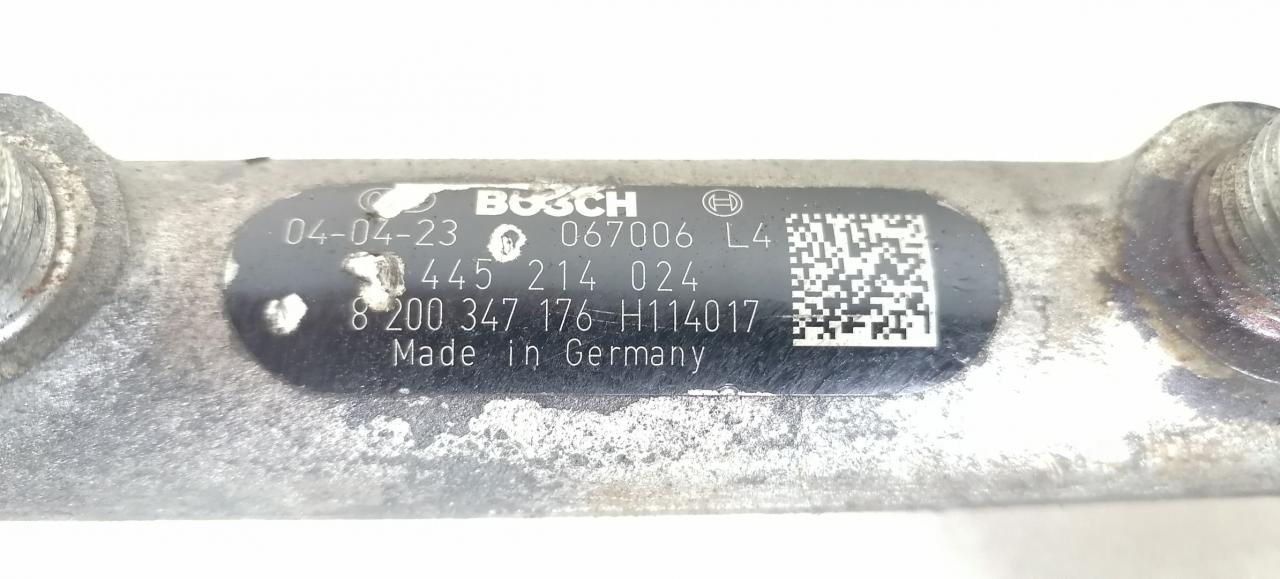 BOSCH
04-04-23 067006 L4
445 214 024
8 200 347 176 H114017
Made in Germany